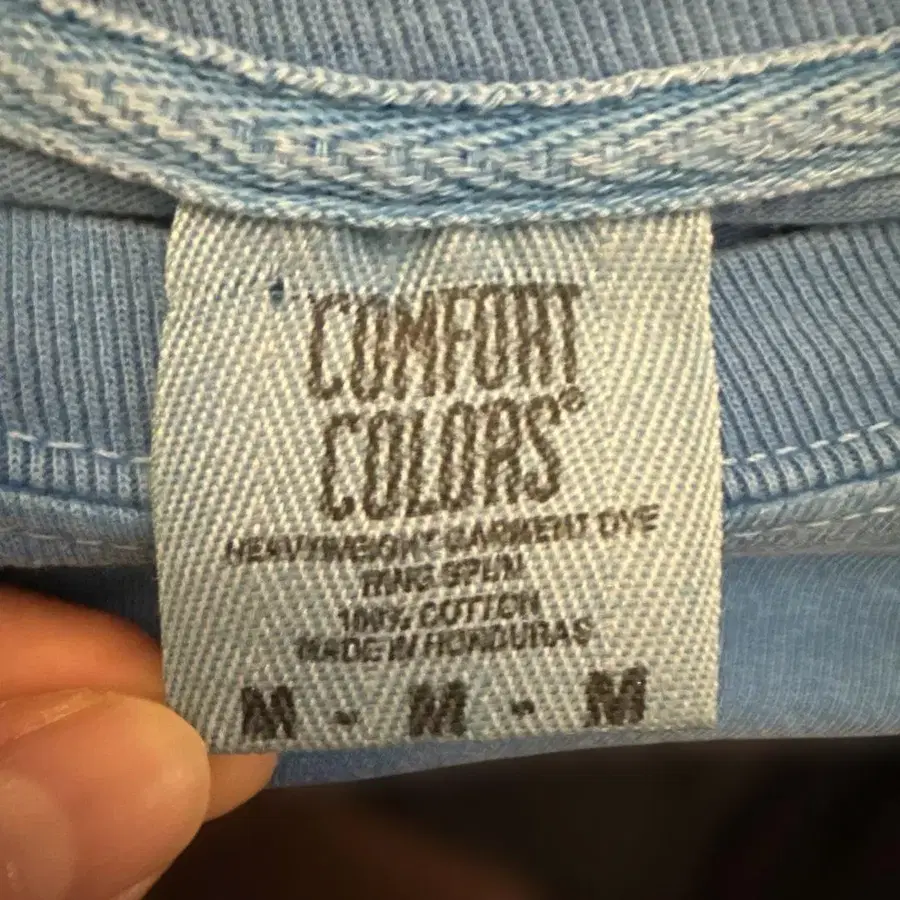 COMFORT
COLORS®
HEAVYWEIGHT GARMENT DYE
RING SPUN
100% COTTON
MADE IN HONDURAS
M - M - M